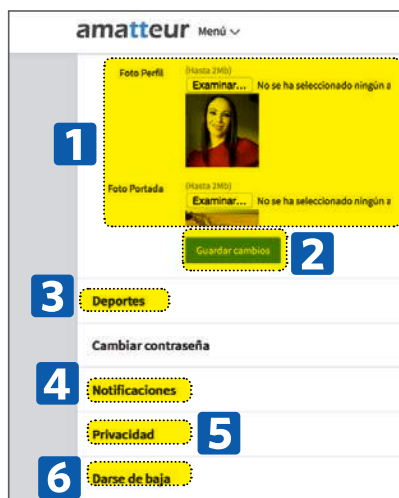 amatteur Menú
Foto Perfil (Hasta 2Mb)
Examinar... No se ha seleccionado ningún a
1
Foto Portada (Hasta 2Mb)
Examinar... No se ha seleccionado ningún a
Guardar cambios 2
3 Deportes
Cambiar contraseña
4 Notificaciones
Privacidad 5
6 Darse de baja